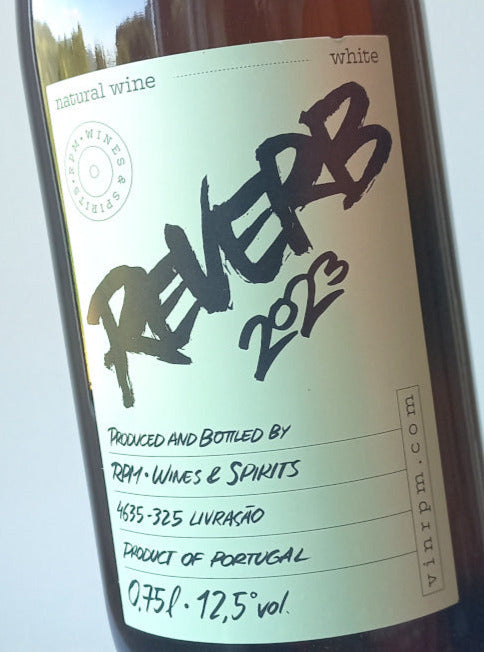 natural wine white
RPM · WINES & SPIRITS ·
REVERB
2023
PRODUCED AND BOTTLED BY
RPM · WINES & SPIRITS
4635-325 LIVRAÇÃO
PRODUCT OF PORTUGAL
0,75l · 12,5° vol.
vinrpm.com